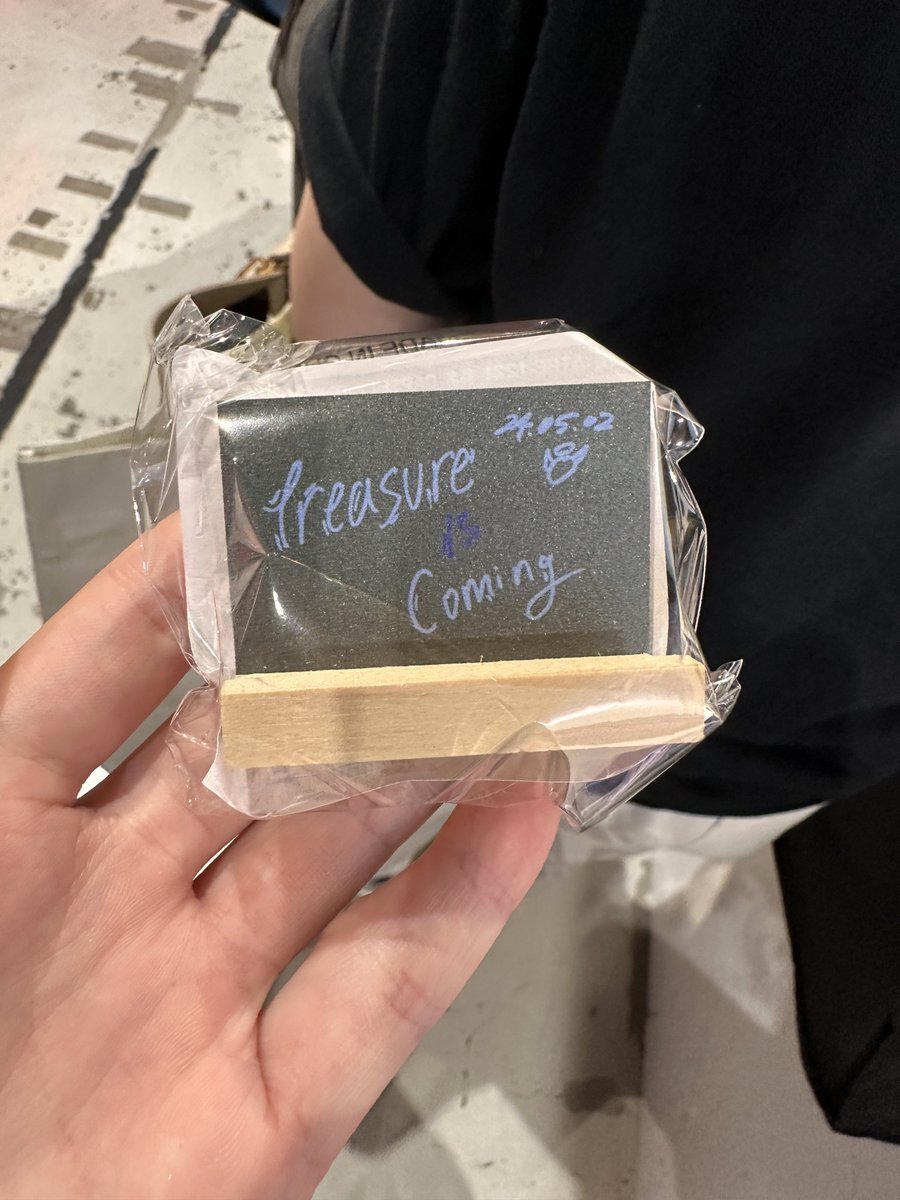 24.05.02
Treasure
is
Coming